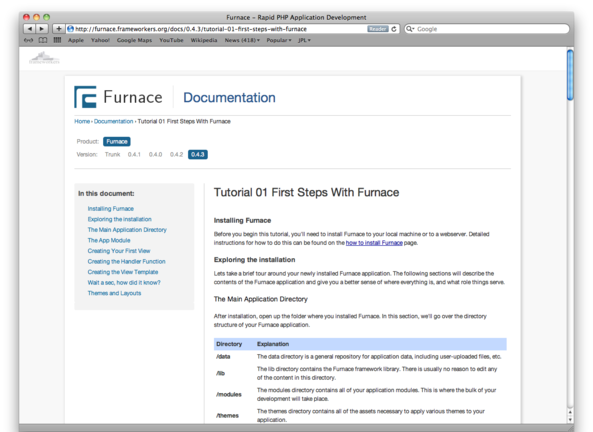 Furnace – Rapid PHP Application Development
http://furnace.frameworkers.org/docs/0.4.3/tutorial-01-first-steps-with-furnace
Reader
Google
Apple Yahoo! Google Maps YouTube Wikipedia News (418) Popular JPL
Furnace Documentation
Home › Documentation › Tutorial 01 First Steps With Furnace
Product: Furnace
Version: Trunk 0.4.1 0.4.0 0.4.2 0.4.3
In this document:
Installing Furnace
Exploring the installation
The Main Application Directory
The App Module
Creating Your First View
Creating the Handler Function
Creating the View Template
Wait a sec, how did it know?
Themes and Layouts
Tutorial 01 First Steps With Furnace
Installing Furnace
Before you begin this tutorial, you'll need to install Furnace to your local machine or to a webserver. Detailed
instructions for how to do this can be found on the how to install Furnace page.
Exploring the installation
Lets take a brief tour around your newly installed Furnace application. The following sections will describe the
contents of the Furnace application and give you a better sense of where everything is, and what role things serve.
The Main Application Directory
After installation, open up the folder where you installed Furnace. In this section, we'll go over the directory
structure of your Furnace application.
Directory Explanation
/data The data directory is a general repository for application data, including user-uploaded files, etc.
/lib The lib directory contains the Furnace framework library. There is usually no reason to edit any
of the content in this directory.
/modules The modules directory contains all of your application modules. This is where the bulk of your
development will take place.
/themes The themes directory contains all of the assets necessary to apply various themes to your
application.